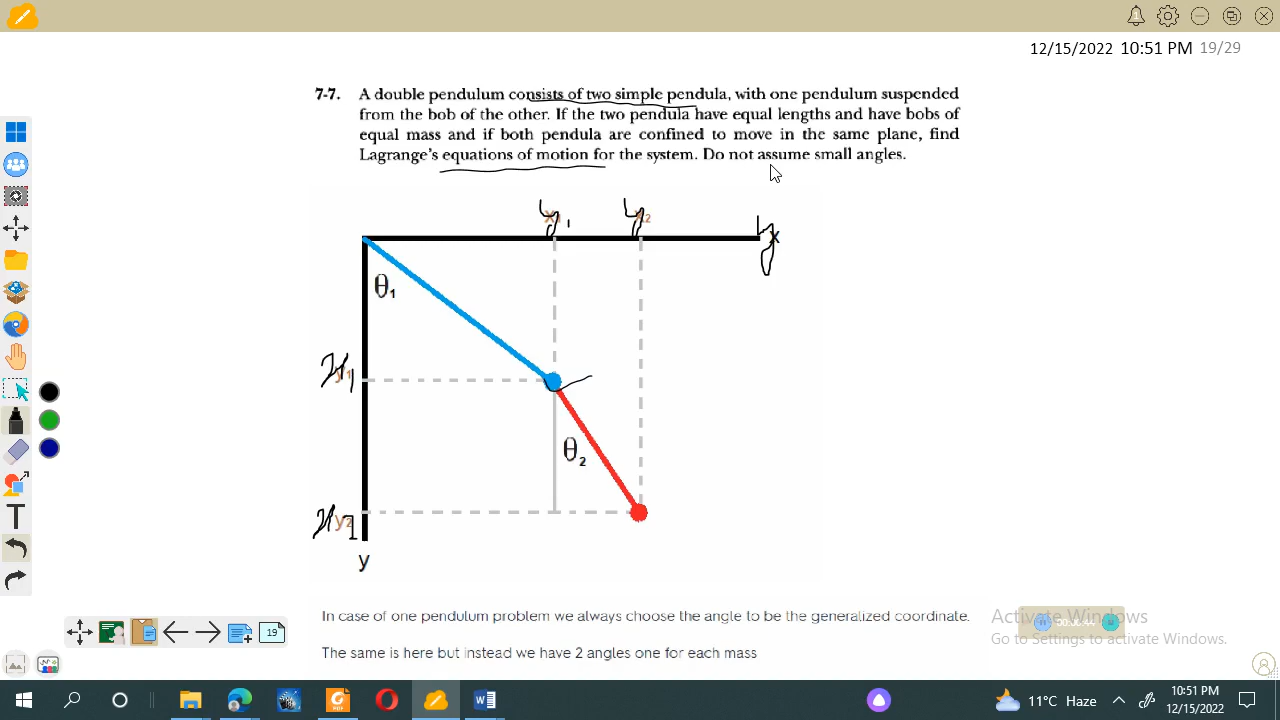 12/15/2022 10:51 PM 19/29
7-7. A double pendulum consists of two simple pendula, with one pendulum suspended
from the bob of the other. If the two pendula have equal lengths and have bobs of
equal mass and if both pendula are confined to move in the same plane, find
Lagrange's equations of motion for the system. Do not assume small angles.
y1 y
x
θ1
x1
θ2
y2
y
In case of one pendulum problem we always choose the angle to be the generalized coordinate.
The same is here but instead we have 2 angles one for each mass
Activate Windows
Go to Settings to activate Windows.
19
T
11°C Haze
10:51 PM
12/15/2022